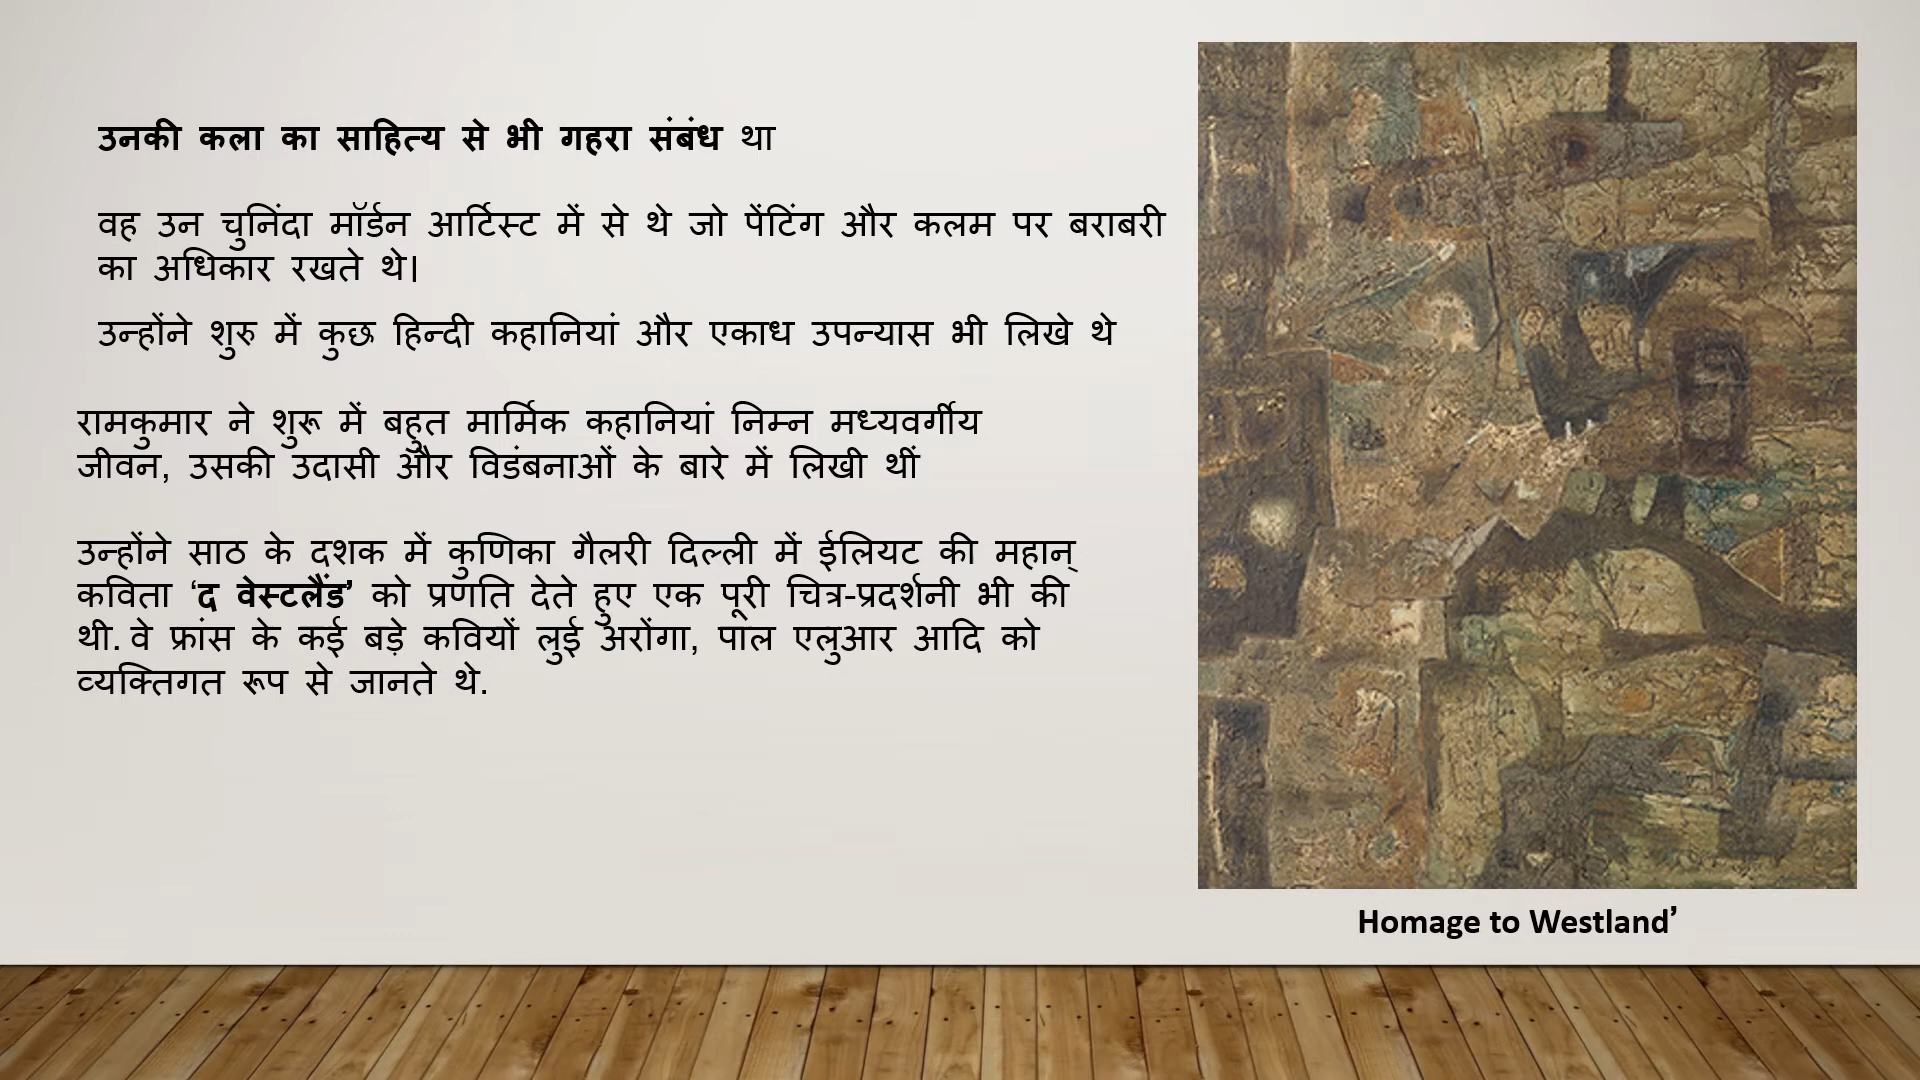 उनकी कला का साहित्य से भी गहरा संबंध था
वह उन चुनिंदा मॉर्डन आर्टिस्ट में से थे जो पेंटिंग और कलम पर बराबरी
का अधिकार रखते थे।
उन्होंने शुरु में कुछ हिन्दी कहानियां और एकाध उपन्यास भी लिखे थे
रामकुमार ने शुरू में बहुत मार्मिक कहानियां निम्न मध्यवर्गीय
जीवन, उसकी उदासी और विडंबनाओं के बारे में लिखी थीं
उन्होंने साठ के दशक में कुणिका गैलरी दिल्ली में ईलियट की महान्
कविता ‘द वेस्टलैंड’ को प्रणति देते हुए एक पूरी चित्र-प्रदर्शनी भी की
थी. वे फ्रांस के कई बड़े कवियों लुई अरोंगा, पाल एलुआर आदि को
व्यक्तिगत रूप से जानते थे.
Homage to Westland’